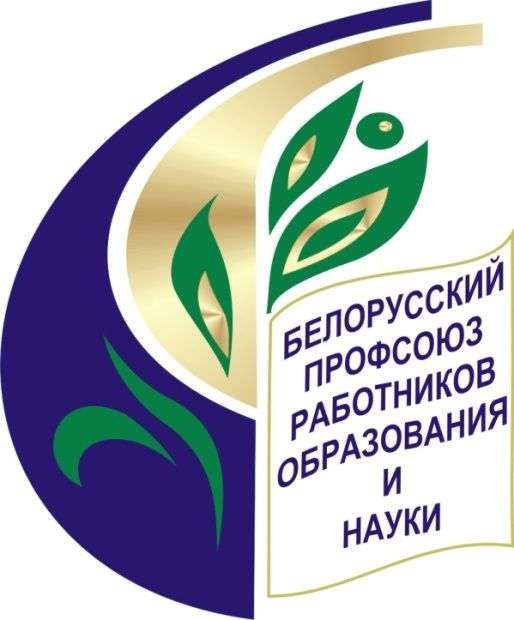 БЕЛОРУССКИЙ
ПРОФСОЮЗ
РАБОТНИКОВ
ОБРАЗОВАНИЯ
И
НАУКИ